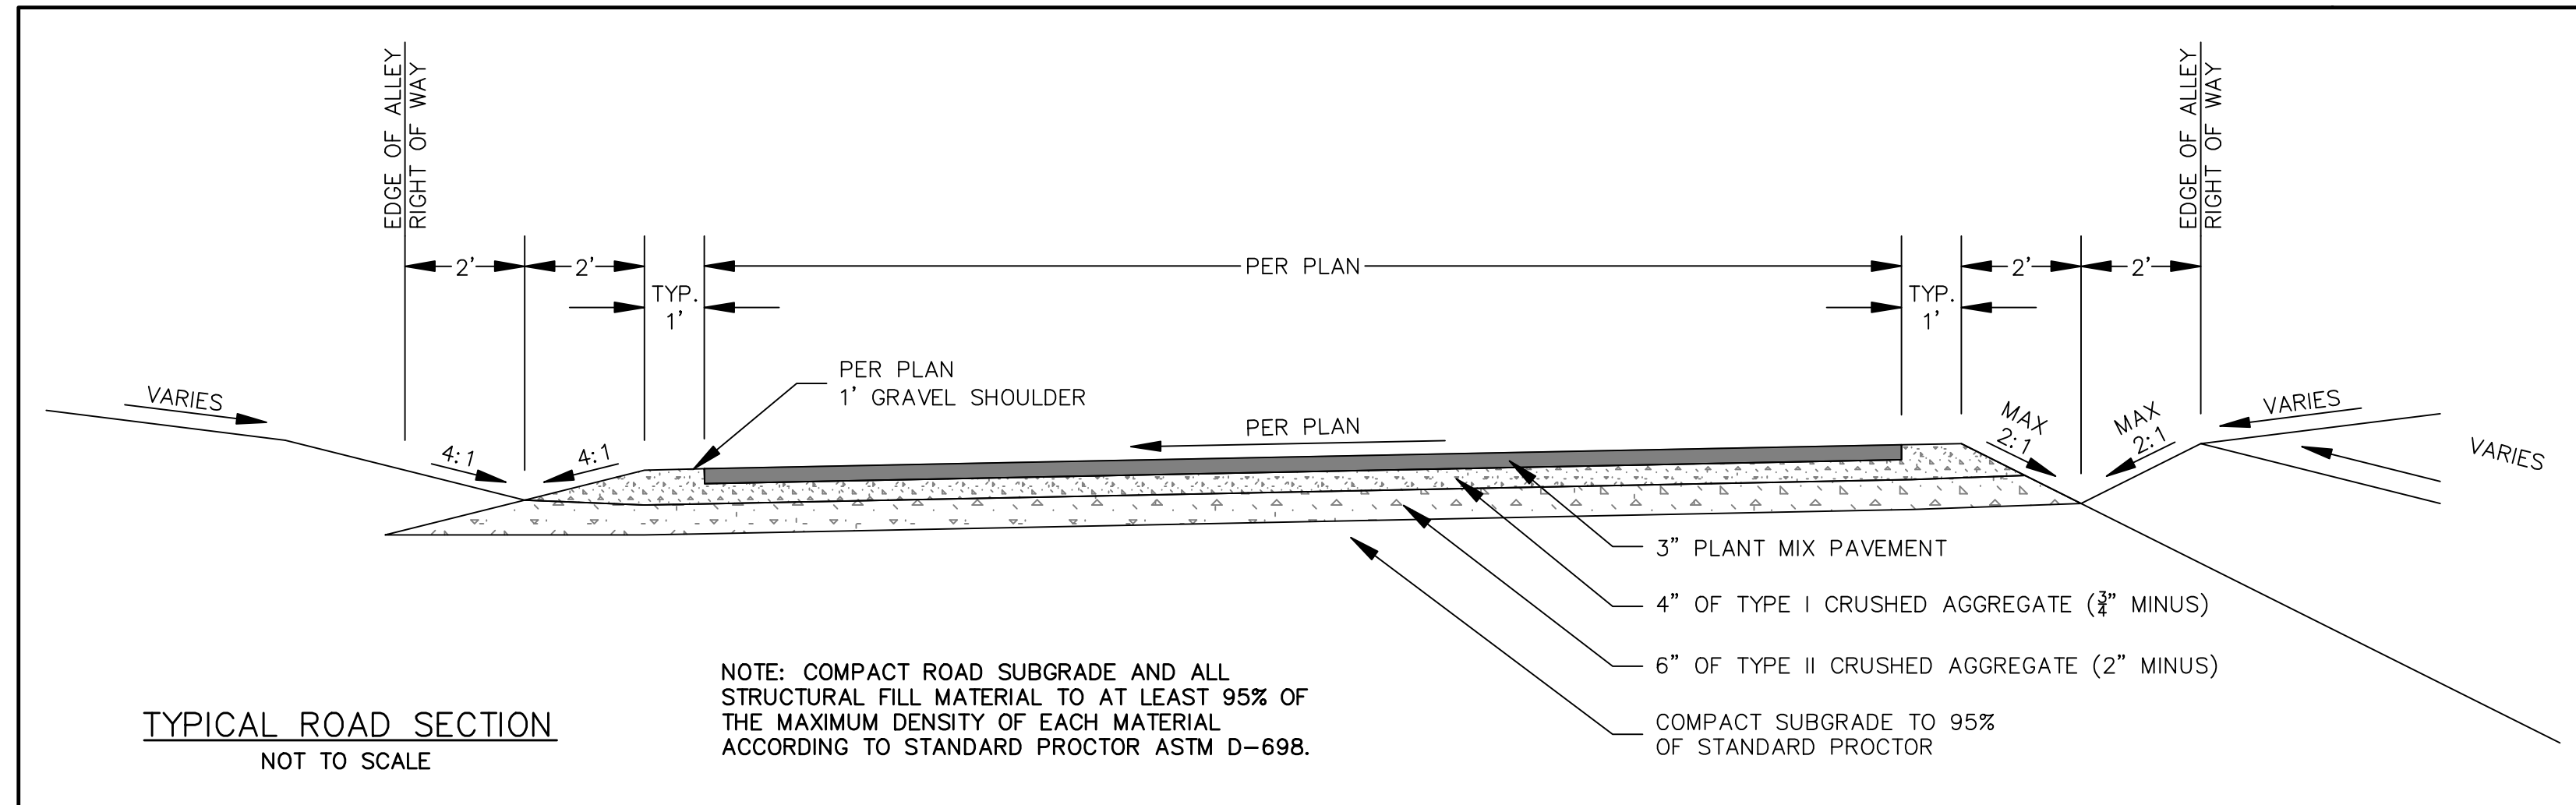 EDGE OF ALLEY
RIGHT OF WAY
EDGE OF ALLEY
RIGHT OF WAY
2'
2'
PER PLAN
2'
2'
TYP.
1'
TYP.
1'
PER PLAN
1' GRAVEL SHOULDER
VARIES
4:1
4:1
PER PLAN
MAX
2:1
MAX
2:1
VARIES
VARIES
3" PLANT MIX PAVEMENT
4" OF TYPE I CRUSHED AGGREGATE (3/4" MINUS)
6" OF TYPE II CRUSHED AGGREGATE (2" MINUS)
COMPACT SUBGRADE TO 95%
OF STANDARD PROCTOR
NOTE: COMPACT ROAD SUBGRADE AND ALL
STRUCTURAL FILL MATERIAL TO AT LEAST 95% OF
THE MAXIMUM DENSITY OF EACH MATERIAL
ACCORDING TO STANDARD PROCTOR ASTM D-698.
TYPICAL ROAD SECTION
NOT TO SCALE